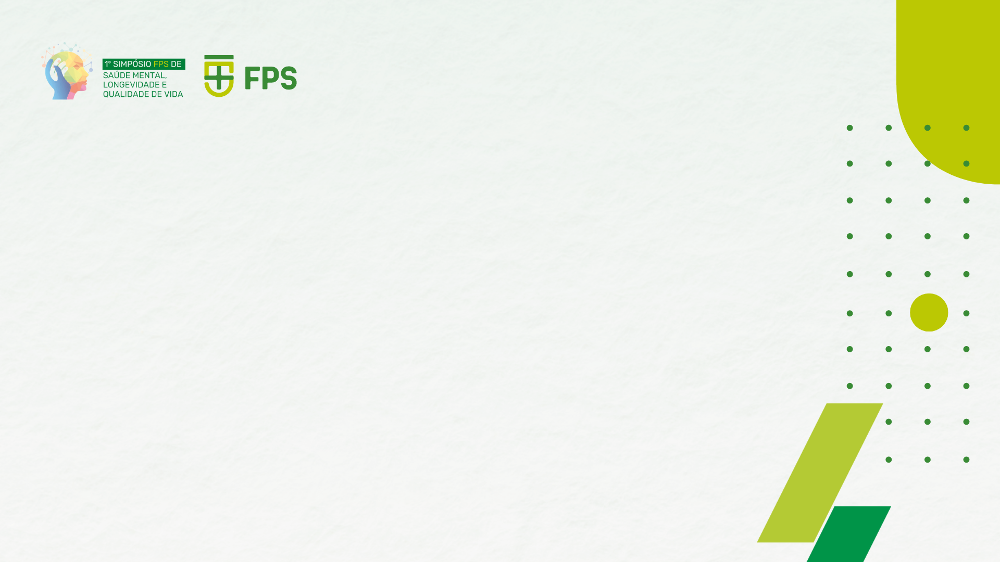 1º SIMPÓSIO FPS DE
SAÚDE MENTAL,
LONGEVIDADE E
QUALIDADE DE VIDA
FPS